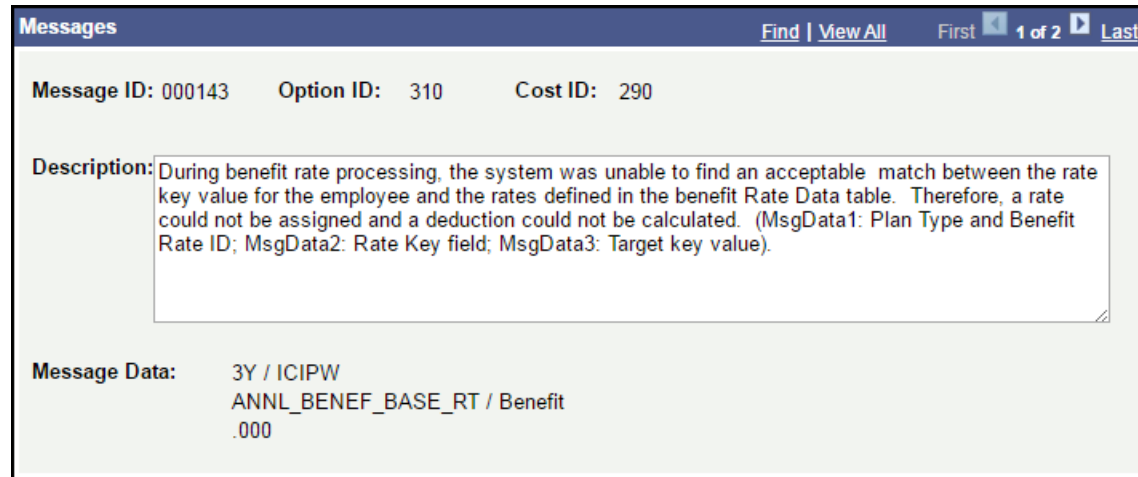 Messages Find | View All First 1 of 2 Last
Message ID: 000143 Option ID: 310 Cost ID: 290
Description: During benefit rate processing, the system was unable to find an acceptable  match between the rate
key value for the employee and the rates defined in the benefit Rate Data table.  Therefore, a rate
could not be assigned and a deduction could not be calculated.  (MsgData1: Plan Type and Benefit
Rate ID; MsgData2: Rate Key field; MsgData3: Target key value).
Message Data: 3Y / ICIPW
ANNL_BENEF_BASE_RT / Benefit
.000